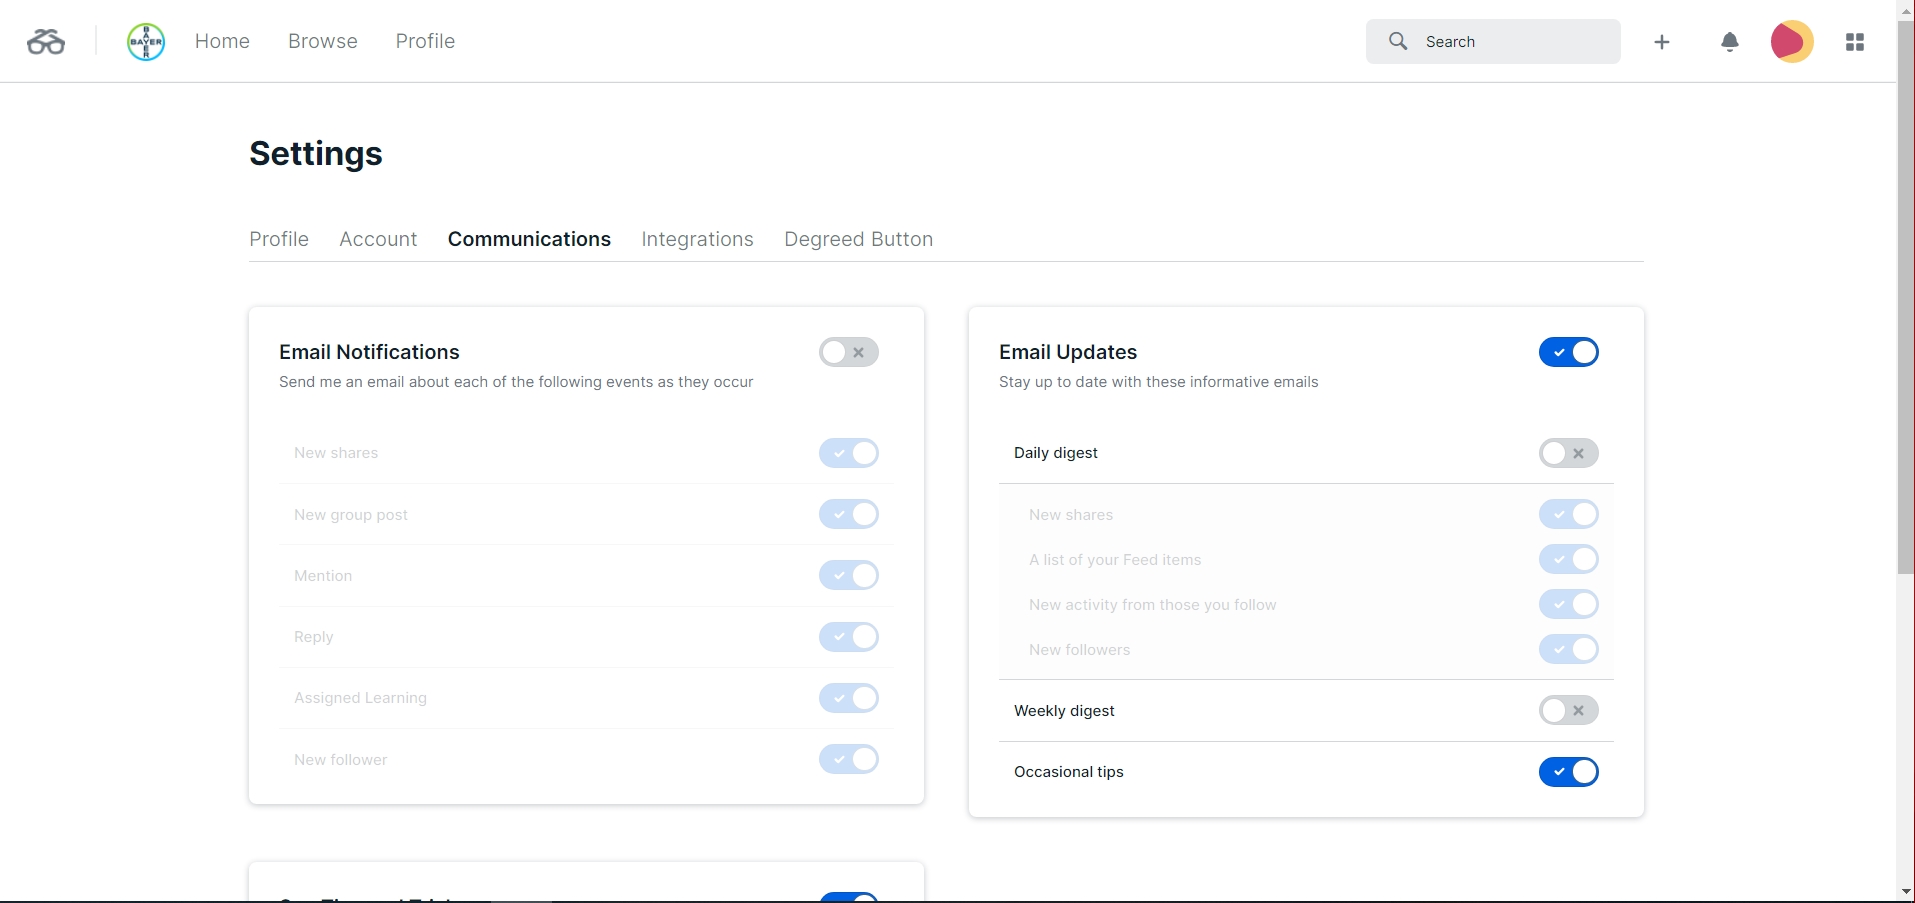 BAYER
Home
Browse
Profile
Search
Settings
Profile
Account
Communications
Integrations
Degreed Button
Email Notifications
Send me an email about each of the following events as they occur
New shares
New group post
Mention
Reply
Assigned Learning
New follower
Email Updates
Stay up to date with these informative emails
Daily digest
New shares
A list of your Feed items
New activity from those you follow
New followers
Weekly digest
Occasional tips